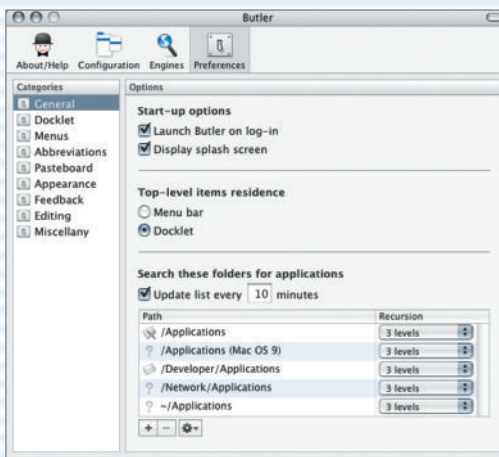 Butler
About/Help Configuration Engines Preferences
Categories
General
Docklet
Menus
Abbreviations
Pasteboard
Appearance
Feedback
Editing
Miscellany
Options
Start-up options
Launch Butler on log-in
Display splash screen
Top-level items residence
Menu bar
Docklet
Search these folders for applications
Update list every 10 minutes
Path Recursion
/Applications 3 levels
/Applications (Mac OS 9) 3 levels
/Developer/Applications 3 levels
/Network/Applications 3 levels
~/Applications 3 levels